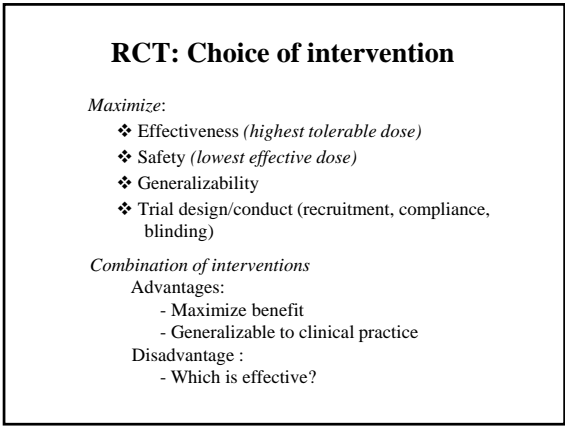 RCT: Choice of intervention
Maximize:
❖ Effectiveness (highest tolerable dose)
❖ Safety (lowest effective dose)
❖ Generalizability
❖ Trial design/conduct (recruitment, compliance,
blinding)
Combination of interventions
Advantages:
- Maximize benefit
- Generalizable to clinical practice
Disadvantage :
- Which is effective?